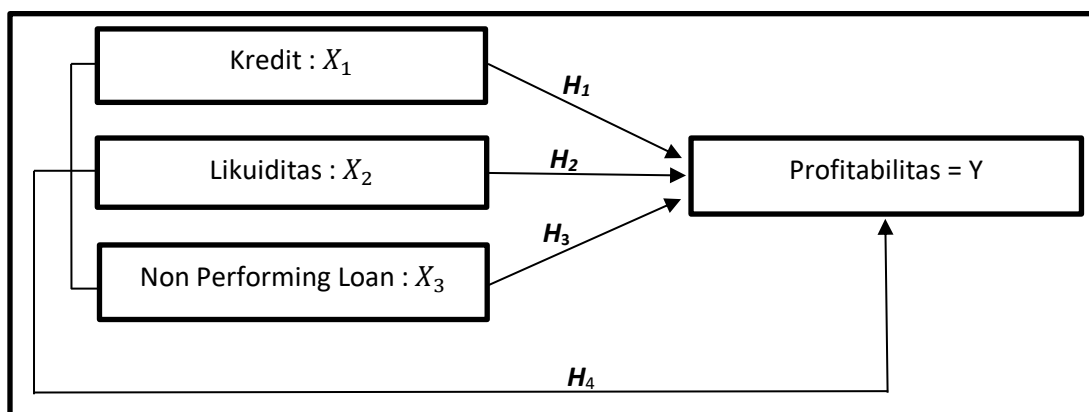 Kredit : X₁
H₁
Likuiditas : X₂
H₂
Profitabilitas = Y
H₃
Non Performing Loan : X₃
H₄